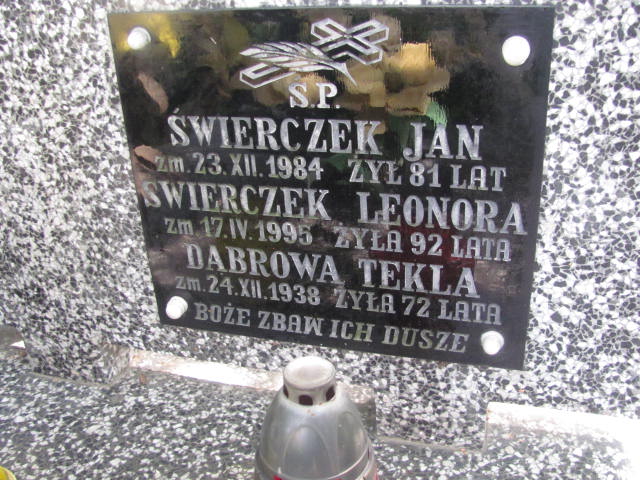 Ś.P.
ŚWIERCZEK JAN
zm. 23. XII. 1984 ŻYŁ 81 LAT
ŚWIERCZEK LEONORA
zm 17. IV. 1995 ŻYŁA 92 LATA
DĄBROWA TEKLA
zm. 24 XII. 1938 ŻYŁA 72 LATA
BOŻE ZBAW ICH DUSZE